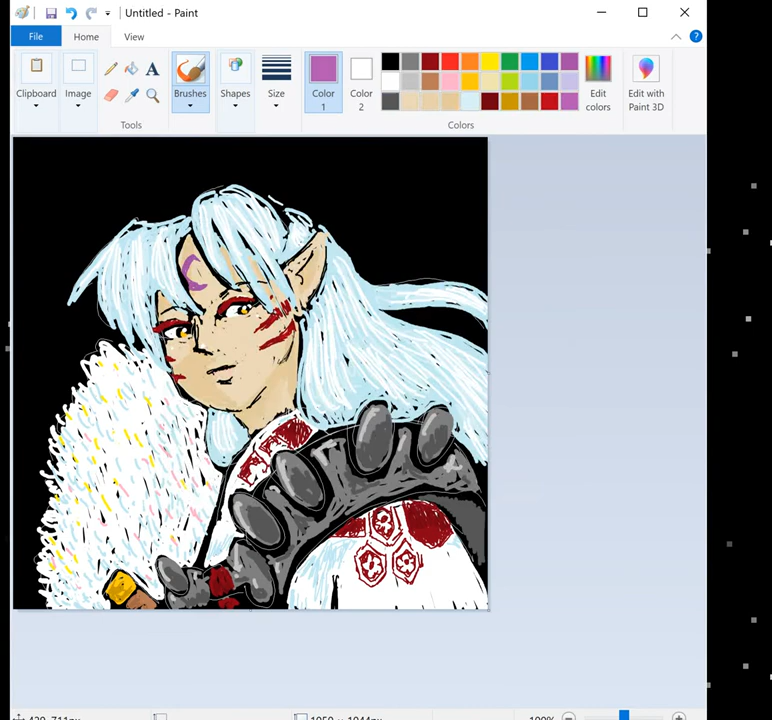 Untitled - Paint
File Home View
Clipboard
Image
Tools
Brushes
Shapes
Size
Color 1
Color 2
Colors
Edit colors
Edit with Paint 3D
100%